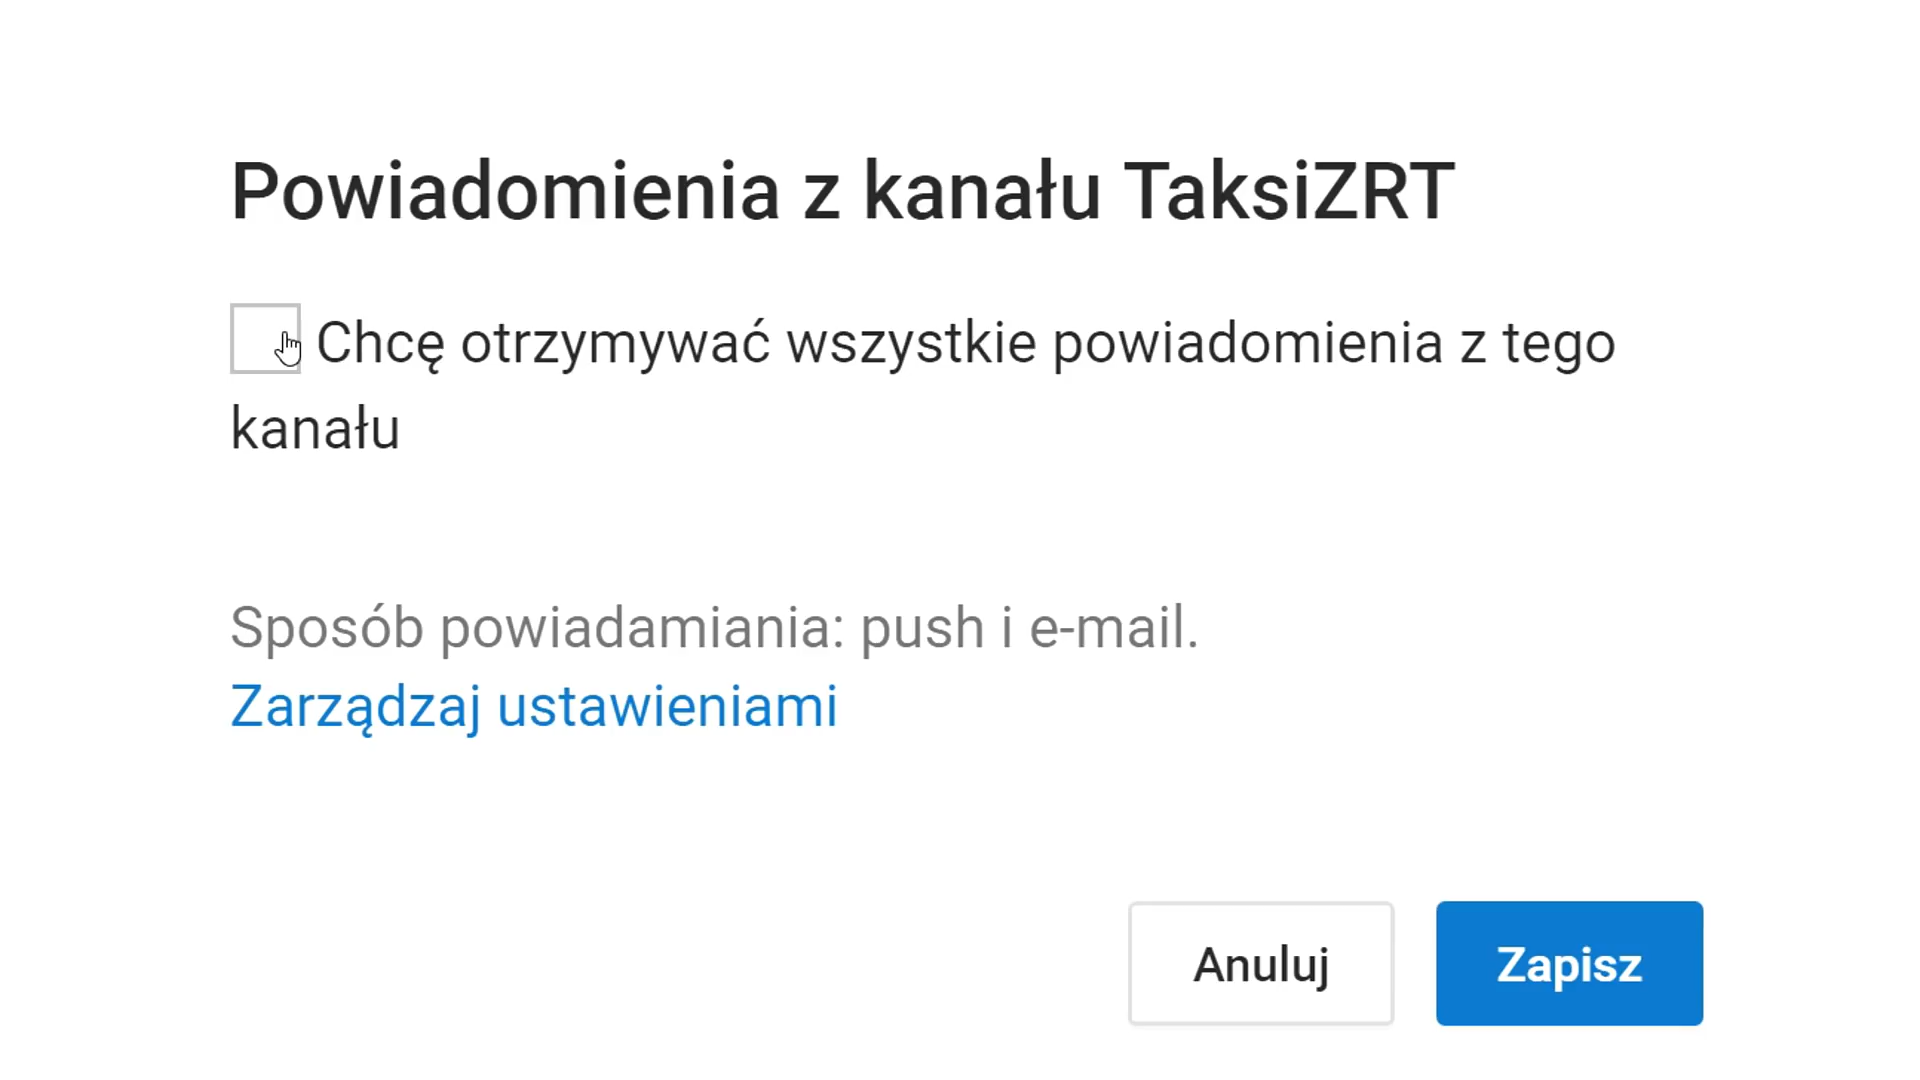 Powiadomienia z kanału TaksiZRT
Chcę otrzymywać wszystkie powiadomienia z tego
kanału
Sposób powiadamiania: push i e-mail.
Zarządzaj ustawieniami
Anuluj
Zapisz